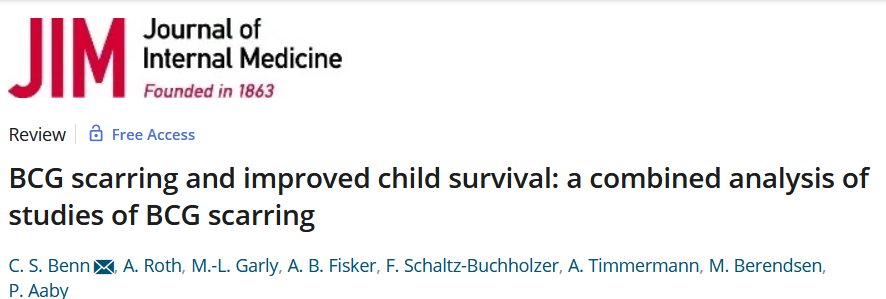 JIM
Journal of
Internal Medicine
Founded in 1863
Review
Free Access
BCG scarring and improved child survival: a combined analysis of
studies of BCG scarring
C. S. Benn, A. Roth, M.-L. Garly, A. B. Fisker, F. Schaltz-Buchholzer, A. Timmermann, M. Berendsen,
P. Aaby